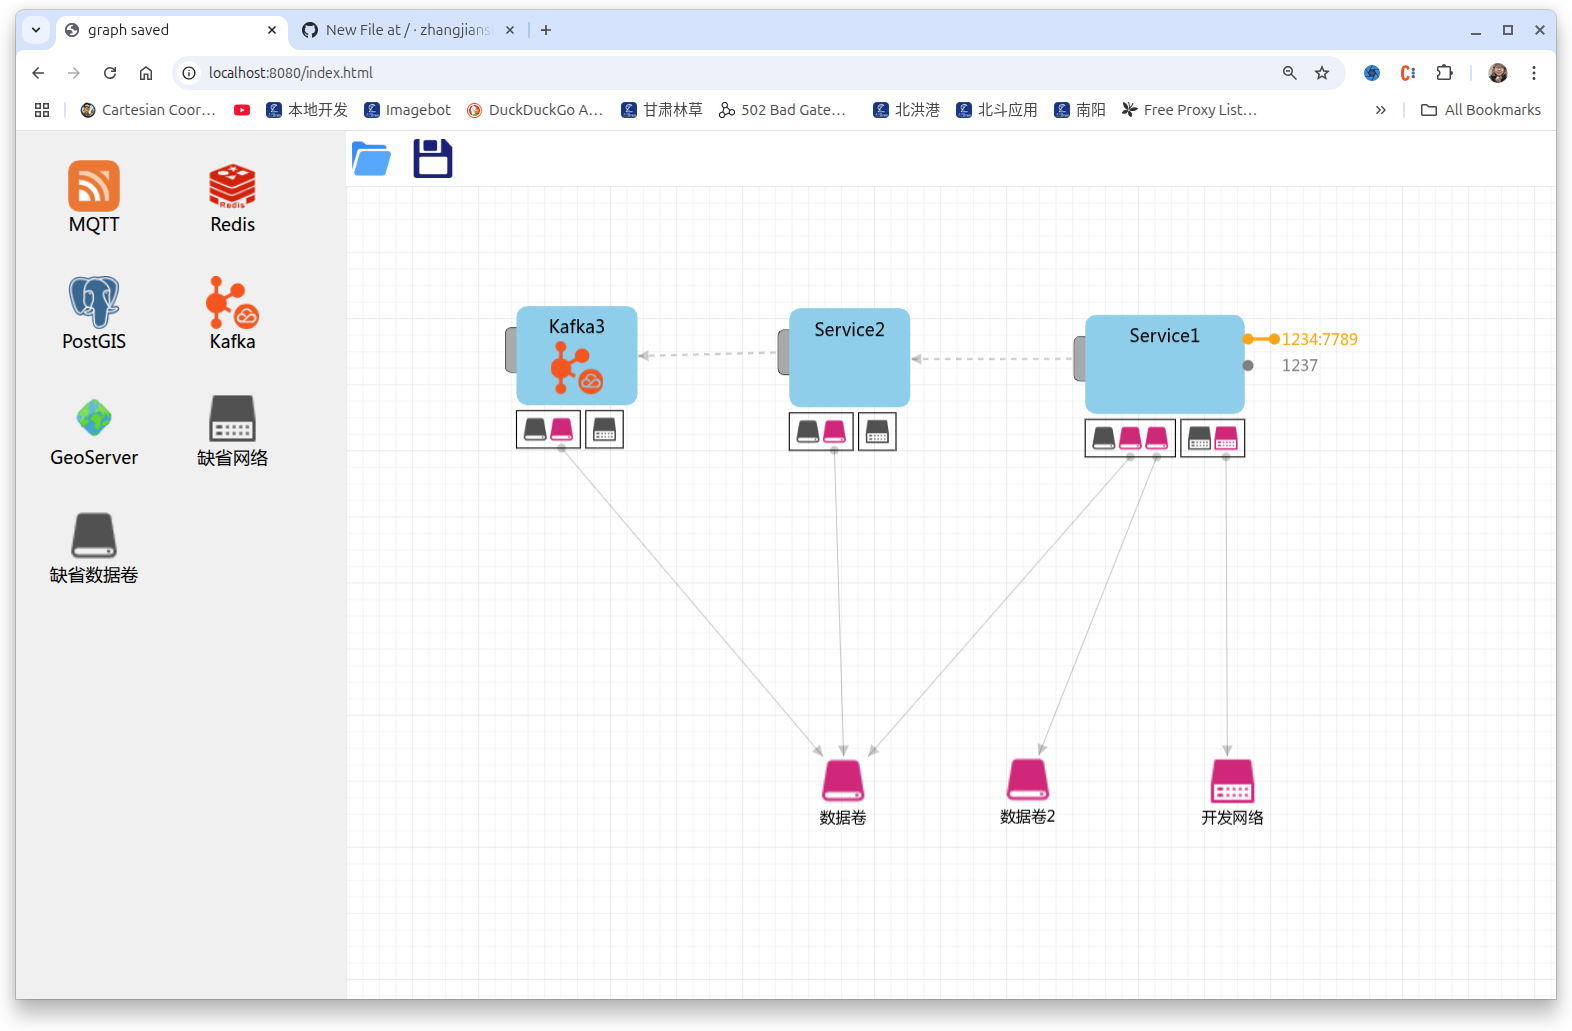 graph saved
New File at / · zhangjians
localhost:8080/index.html
Cartesian Coor…
本地开发
Imagebot
DuckDuckGo A…
甘肃林草
502 Bad Gate…
北洪港
北斗应用
南阳
Free Proxy List…
»
All Bookmarks
MQTT
Redis
PostGIS
Kafka
GeoServer
缺省网络
缺省数据卷
Kafka3
Service2
Service1
1234:7789
1237
数据卷
数据卷2
开发网络